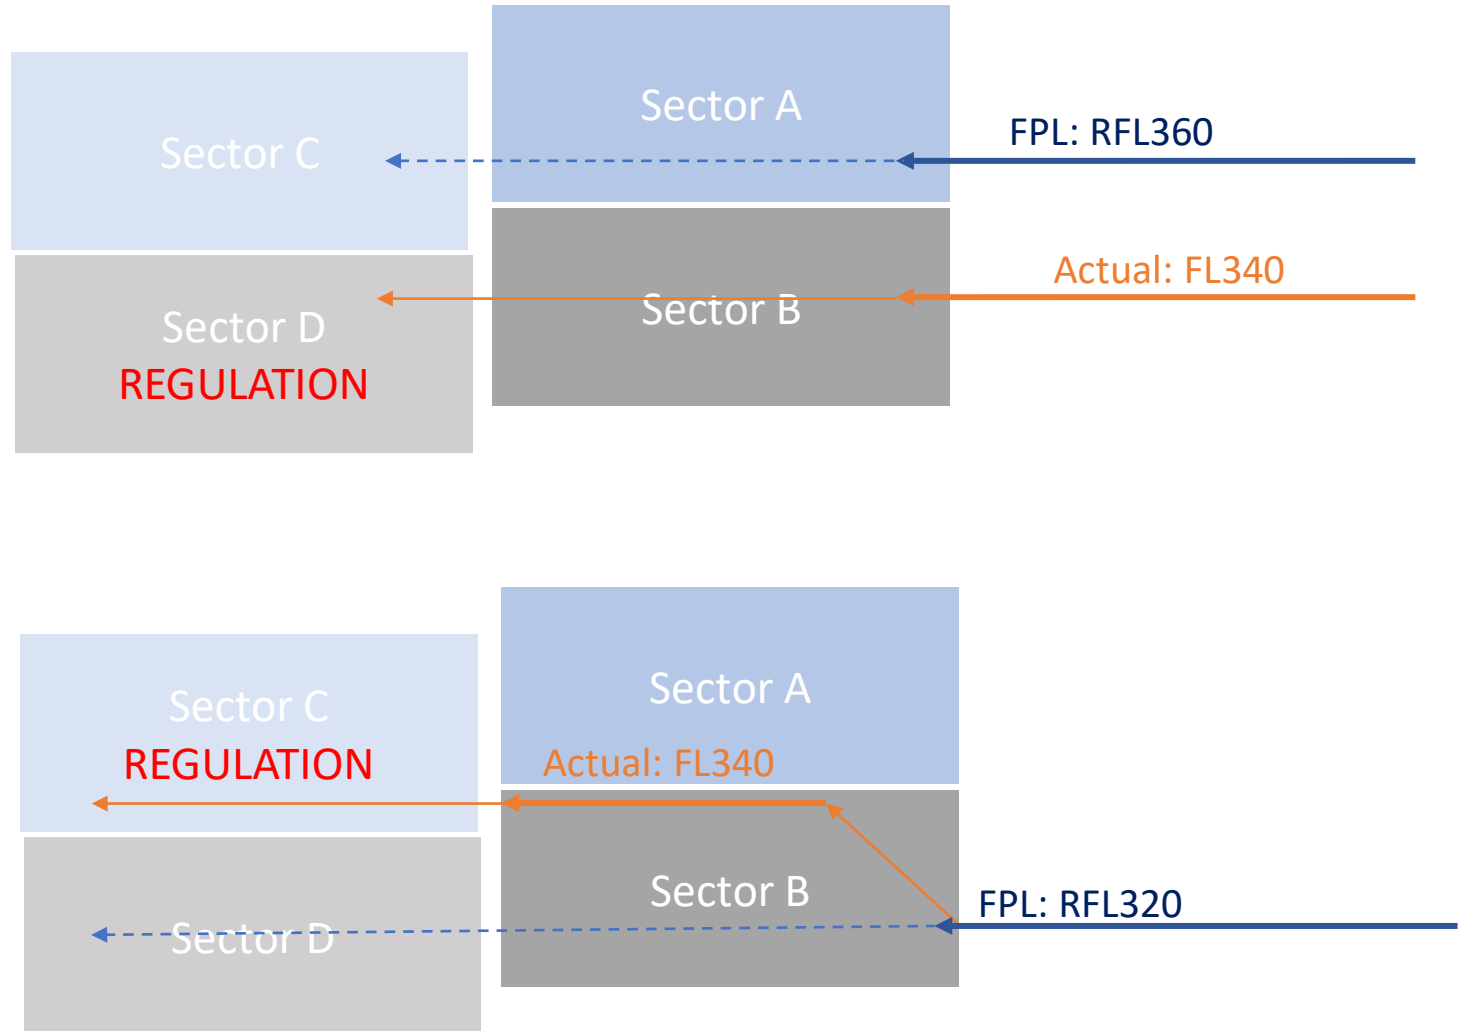 Sector A
FPL: RFL360
Sector C
Actual: FL340
Sector B
Sector D
REGULATION
Sector A
Sector C
REGULATION
Actual: FL340
Sector B
FPL: RFL320
Sector D